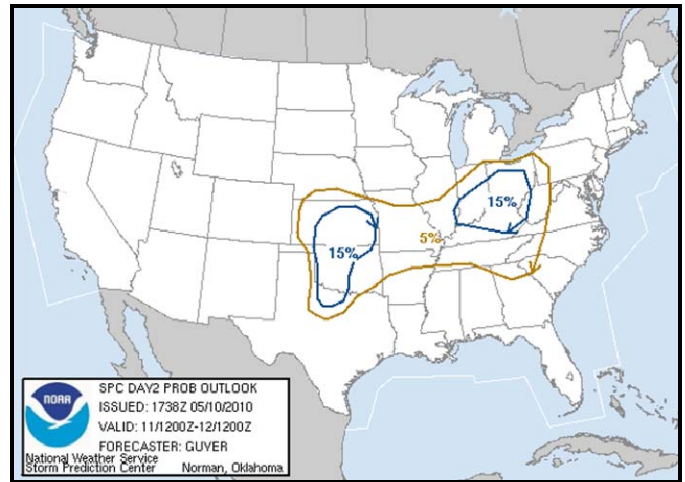 15%
5%
15%
NOAA
SPC DAY2 PROB OUTLOOK
ISSUED: 1738Z 05/10/2010
VALID: 11/1200Z-12/1200Z
FORECASTER: GUYER
National Weather Service
Storm Prediction Center Norman, Oklahoma